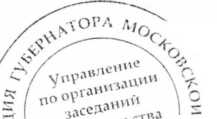 ГУБЕРНАТОРА МОСКОВСКОЙ
Управление
по организации
заседаний